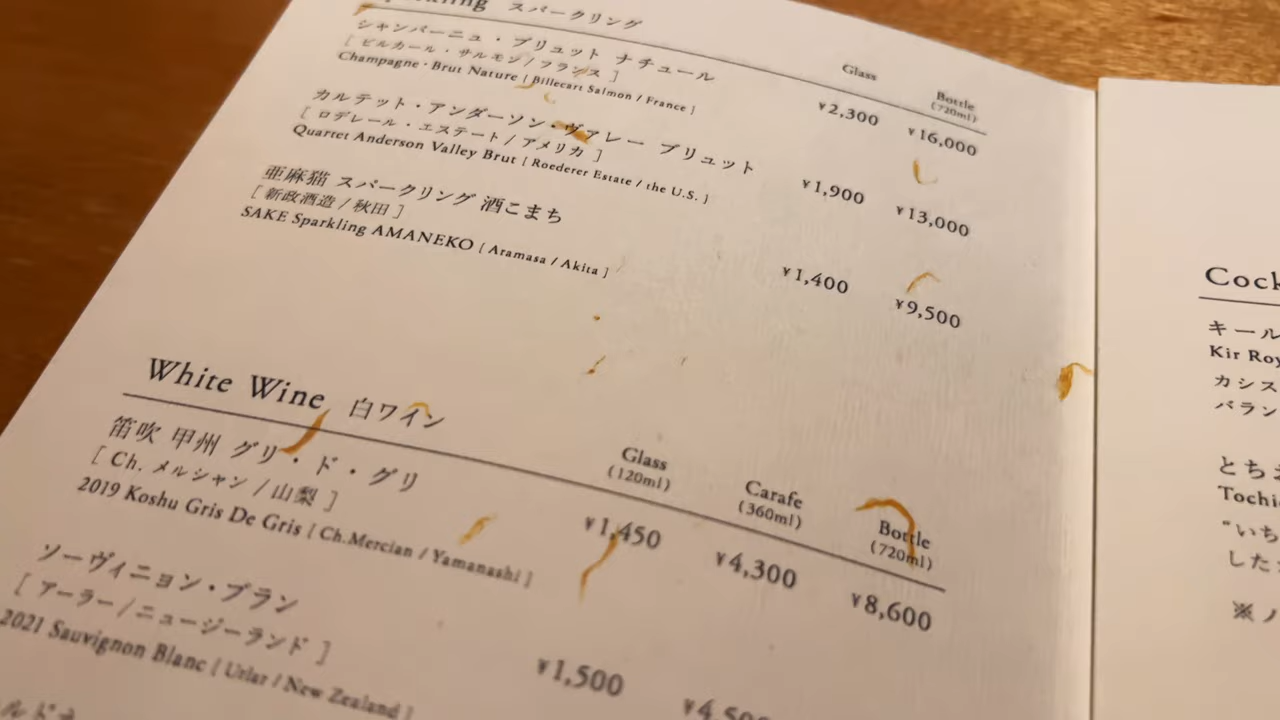 スパークリング
Glass
Bottle
(720ml)
シャンパーニュ・ブリュット ナチュール
[ ビルカール・サルモン / フランス ]
Champagne・Brut Nature [ Billecart Salmon / France ]
¥2,300 ¥16,000
カルテット・アンダーソン・ヴァレー ブリュット
[ ロデレール・エステート / アメリカ ]
Quartet Anderson Valley Brut [ Roederer Estate / the U.S. ]
¥1,900 ¥13,000
亜麻猫 スパークリング 酒こまち
[ 新政酒造 / 秋田 ]
SAKE Sparkling AMANEKO [ Aramasa / Akita ]
¥1,400 ¥9,500
White Wine 白ワイン
Glass
(120ml)
Carafe
(360ml)
Bottle
(720ml)
笛吹 甲州 グリ・ド・グリ
[ Ch. メルシャン / 山梨 ]
2019 Koshu Gris De Gris [ Ch.Mercian / Yamanashi ]
¥1,450 ¥4,300 ¥8,600
ソーヴィニョン・ブラン
[ アーラー / ニュージーランド ]
2021 Sauvignon Blanc [ Urlar / New Zealand ]
¥1,500
キール
Kir Roy
カシス
バラン
とちお
Tochi
"いち
した
※ノ